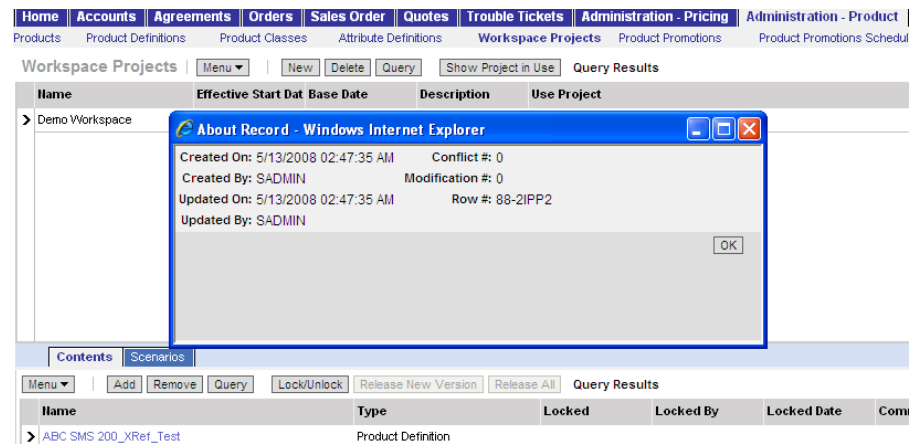 Home Accounts Agreements Orders Sales Order Quotes Trouble Tickets Administration - Pricing Administration - Product
Products Product Definitions Product Classes Attribute Definitions Workspace Projects Product Promotions Product Promotions Schedul
Workspace Projects Menu New Delete Query Show Project in Use Query Results
Name Effective Start Dat Base Date Description Use Project
Demo Workspace
About Record - Windows Internet Explorer
Created On: 5/13/2008 02:47:35 AM Conflict #: 0
Created By: SADMIN Modification #: 0
Updated On: 5/13/2008 02:47:35 AM Row #: 88-2IPP2
Updated By: SADMIN
OK
Contents Scenarios
Menu Add Remove Query Lock/Unlock Release New Version Release All Query Results
Name Type Locked Locked By Locked Date Com
ABC SMS 200_XRef_Test Product Definition